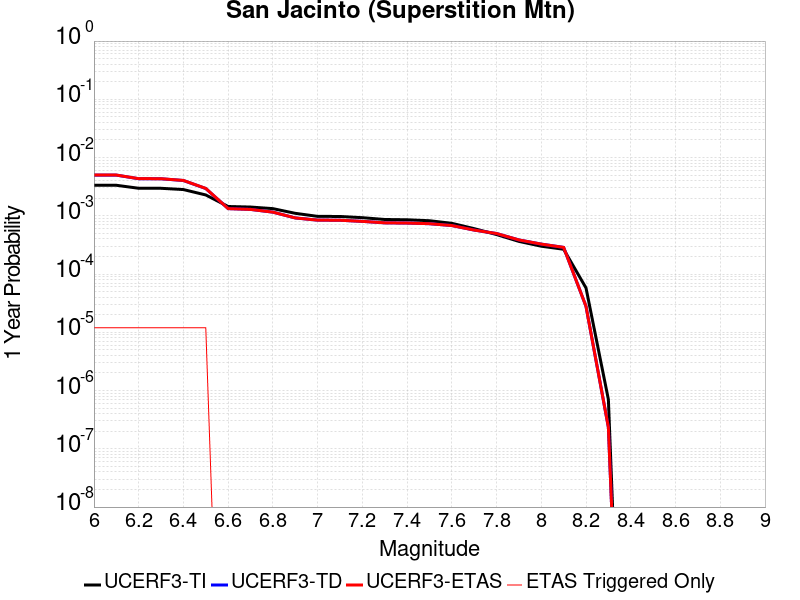 San Jacinto (Superstition Mtn)
10^0
10^-1
10^-2
10^-3
10^-4
10^-5
10^-6
10^-7
10^-8
1 Year Probability
6 6.2 6.4 6.6 6.8 7 7.2 7.4 7.6 7.8 8 8.2 8.4 8.6 8.8 9
Magnitude
UCERF3-TI UCERF3-TD UCERF3-ETAS ETAS Triggered Only